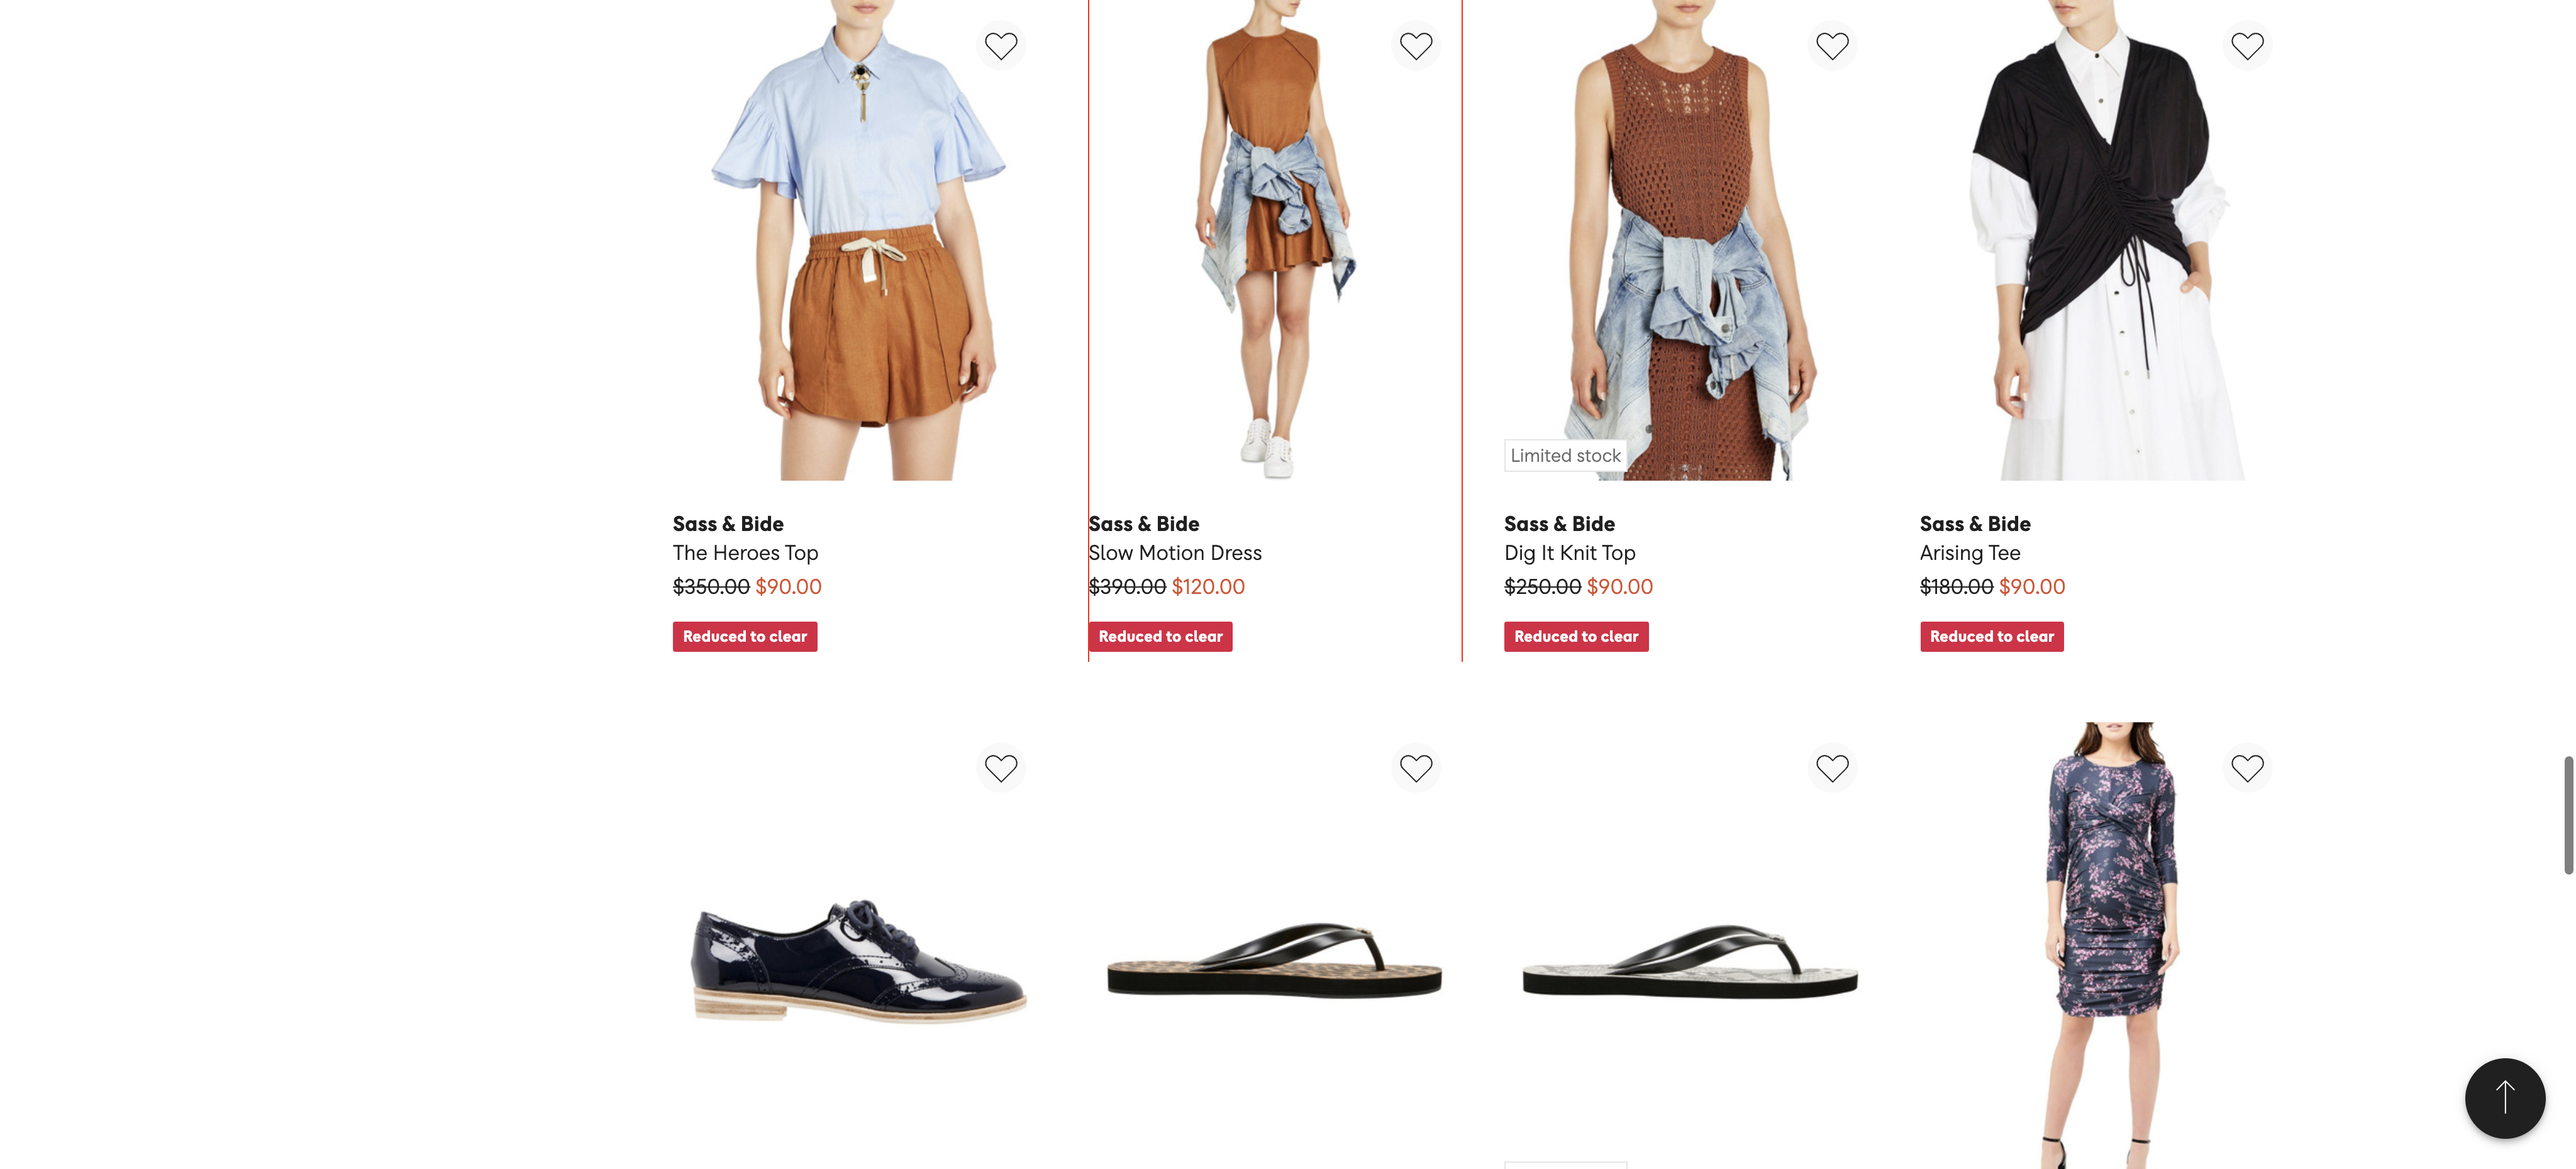 Limited stock
Sass & Bide
The Heroes Top
$350.00 $90.00
Reduced to clear
Sass & Bide
Slow Motion Dress
$390.00 $120.00
Reduced to clear
Sass & Bide
Dig It Knit Top
$250.00 $90.00
Reduced to clear
Sass & Bide
Arising Tee
$180.00 $90.00
Reduced to clear